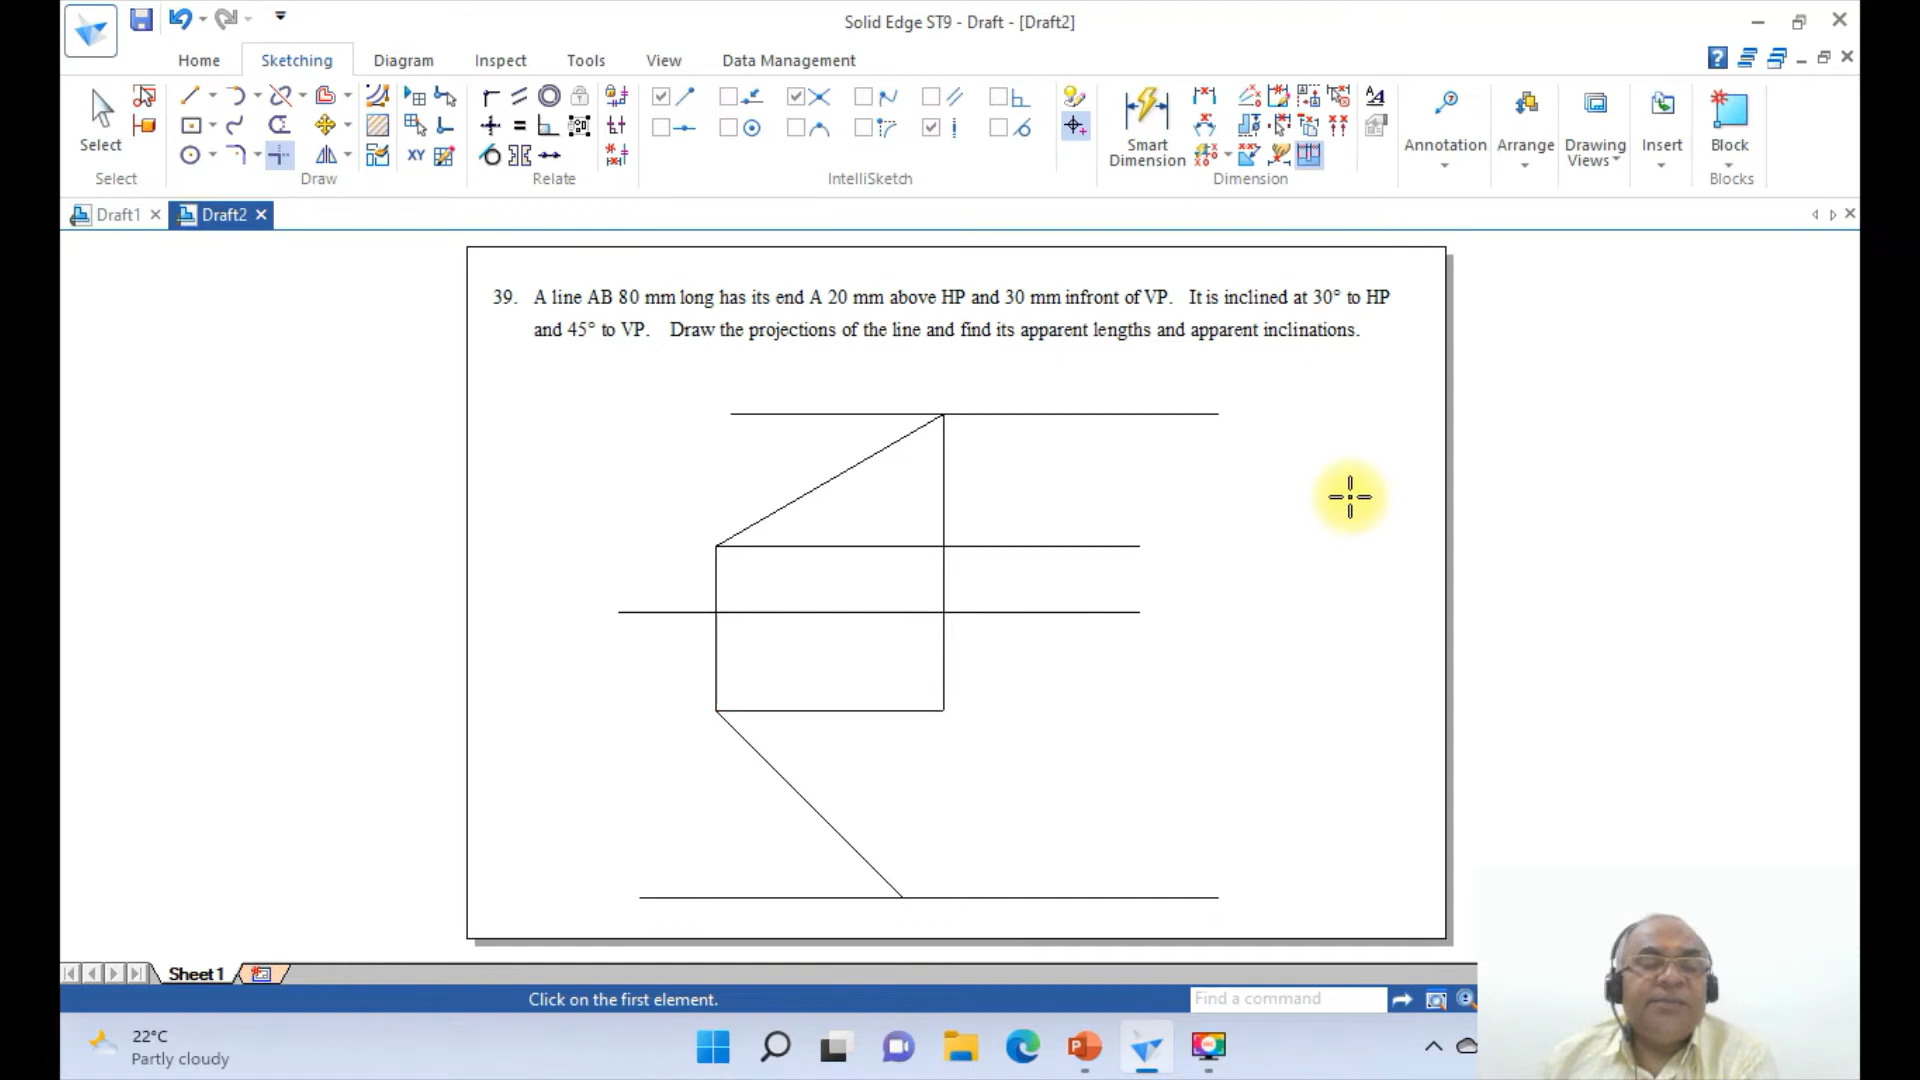 Solid Edge ST9 - Draft - [Draft2]
Home
Sketching
Diagram
Inspect
Tools
View
Data Management
Select
Smart
Dimension
Annotation
Arrange
Drawing
Views
Insert
Block
XY
Select
Draw
Relate
IntelliSketch
Dimension
Blocks
Draft1
Draft2
39. A line AB 80 mm long has its end A 20 mm above HP and 30 mm infront of VP. It is inclined at 30° to HP
and 45° to VP. Draw the projections of the line and find its apparent lengths and apparent inclinations.
Sheet1
Click on the first element.
Find a command
22°C
Partly cloudy